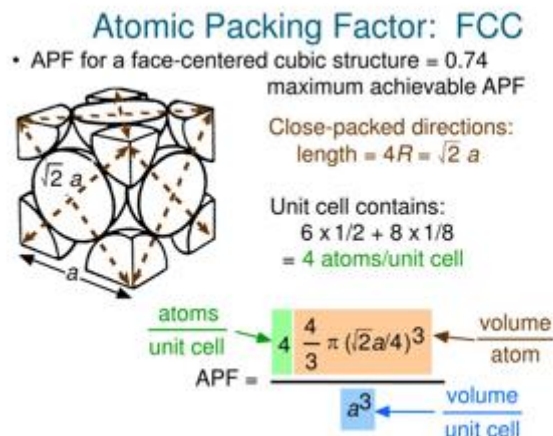 Atomic Packing Factor: FCC
• APF for a face-centered cubic structure = 0.74
maximum achievable APF
Close-packed directions:
length = 4R = √2 a
√2 a
Unit cell contains:
6 x 1/2 + 8 x 1/8
= 4 atoms/unit cell
a
atoms
unit cell
4 4/3 π (√2a/4)3
volume
atom
APF =
a3
volume
unit cell